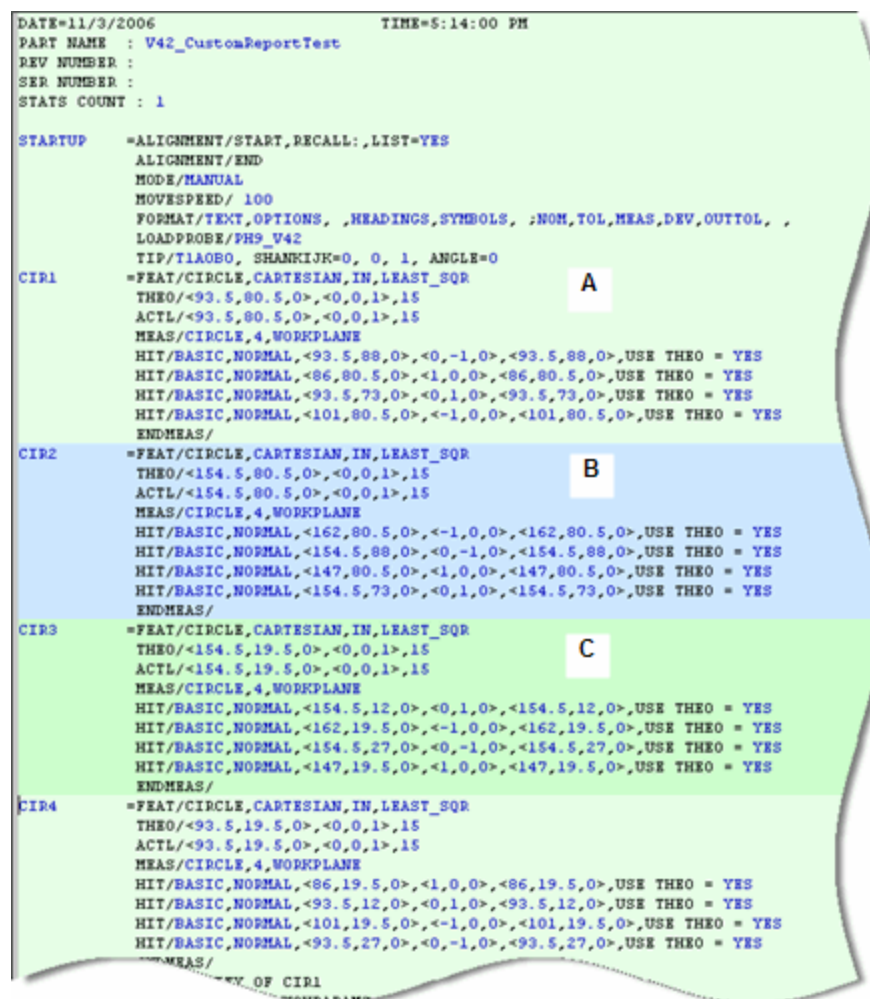 DATE=11/3/2006 TIME=5:14:00 PM
PART NAME : V42_CustomReportTest
REV NUMBER :
SER NUMBER :
STATS COUNT : 1
STARTUP =ALIGNMENT/START,RECALL:,LIST=YES
ALIGNMENT/END
MODE/MANUAL
MOVESPEED/ 100
FORMAT/TEXT,OPTIONS, ,HEADINGS,SYMBOLS, ;NOM,TOL,MEAS,DEV,OUTTOL, ,
LOADPROBE/PH9_V42
TIP/T1A0B0, SHANKIJK=0, 0, 1, ANGLE=0
CIR1 =FEAT/CIRCLE,CARTESIAN,IN,LEAST_SQR
A
THEO/<93.5,80.5,0>,<0,0,1>,15
ACTL/<93.5,80.5,0>,<0,0,1>,15
MEAS/CIRCLE,4,WORKPLANE
HIT/BASIC,NORMAL,<93.5,88,0>,<0,-1,0>,<93.5,88,0>,USE THEO = YES
HIT/BASIC,NORMAL,<86,80.5,0>,<1,0,0>,<86,80.5,0>,USE THEO = YES
HIT/BASIC,NORMAL,<93.5,73,0>,<0,1,0>,<93.5,73,0>,USE THEO = YES
HIT/BASIC,NORMAL,<101,80.5,0>,<-1,0,0>,<101,80.5,0>,USE THEO = YES
ENDMEAS/
CIR2 =FEAT/CIRCLE,CARTESIAN,IN,LEAST_SQR
B
THEO/<154.5,80.5,0>,<0,0,1>,15
ACTL/<154.5,80.5,0>,<0,0,1>,15
MEAS/CIRCLE,4,WORKPLANE
HIT/BASIC,NORMAL,<162,80.5,0>,<-1,0,0>,<162,80.5,0>,USE THEO = YES
HIT/BASIC,NORMAL,<154.5,88,0>,<0,-1,0>,<154.5,88,0>,USE THEO = YES
HIT/BASIC,NORMAL,<147,80.5,0>,<1,0,0>,<147,80.5,0>,USE THEO = YES
HIT/BASIC,NORMAL,<154.5,73,0>,<0,1,0>,<154.5,73,0>,USE THEO = YES
ENDMEAS/
CIR3 =FEAT/CIRCLE,CARTESIAN,IN,LEAST_SQR
C
THEO/<154.5,19.5,0>,<0,0,1>,15
ACTL/<154.5,19.5,0>,<0,0,1>,15
MEAS/CIRCLE,4,WORKPLANE
HIT/BASIC,NORMAL,<154.5,12,0>,<0,1,0>,<154.5,12,0>,USE THEO = YES
HIT/BASIC,NORMAL,<162,19.5,0>,<-1,0,0>,<162,19.5,0>,USE THEO = YES
HIT/BASIC,NORMAL,<154.5,27,0>,<0,-1,0>,<154.5,27,0>,USE THEO = YES
HIT/BASIC,NORMAL,<147,19.5,0>,<1,0,0>,<147,19.5,0>,USE THEO = YES
ENDMEAS/
CIR4 =FEAT/CIRCLE,CARTESIAN,IN,LEAST_SQR
THEO/<93.5,19.5,0>,<0,0,1>,15
ACTL/<93.5,19.5,0>,<0,0,1>,15
MEAS/CIRCLE,4,WORKPLANE
HIT/BASIC,NORMAL,<86,19.5,0>,<1,0,0>,<86,19.5,0>,USE THEO = YES
HIT/BASIC,NORMAL,<93.5,12,0>,<0,1,0>,<93.5,12,0>,USE THEO = YES
HIT/BASIC,NORMAL,<101,19.5,0>,<-1,0,0>,<101,19.5,0>,USE THEO = YES
HIT/BASIC,NORMAL,<93.5,27,0>,<0,-1,0>,<93.5,27,0>,USE THEO = YES
ENDMEAS/
OF CIR1